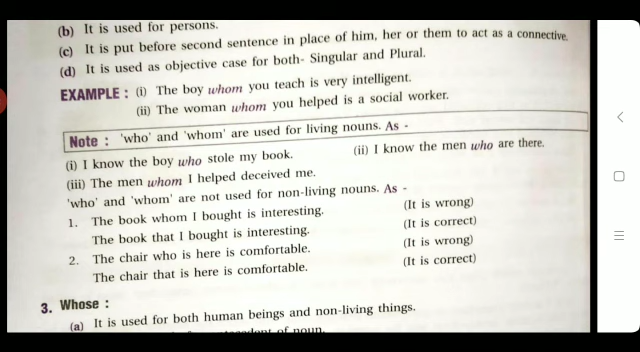 (b) It is used for persons.
(c) It is put before second sentence in place of him, her or them to act as a connective.
(d) It is used as objective case for both- Singular and Plural.
EXAMPLE : (i) The boy whom you teach is very intelligent.
(ii) The woman whom you helped is a social worker.
Note : 'who' and 'whom' are used for living nouns. As -
(i) I know the boy who stole my book. (ii) I know the men who are there.
(iii) The men whom I helped deceived me.
'who' and 'whom' are not used for non-living nouns. As -
1. The book whom I bought is interesting. (It is wrong)
The book that I bought is interesting. (It is correct)
2. The chair who is here is comfortable. (It is wrong)
The chair that is here is comfortable. (It is correct)
3. Whose :
(a) It is used for both human beings and non-living things.
of noun.